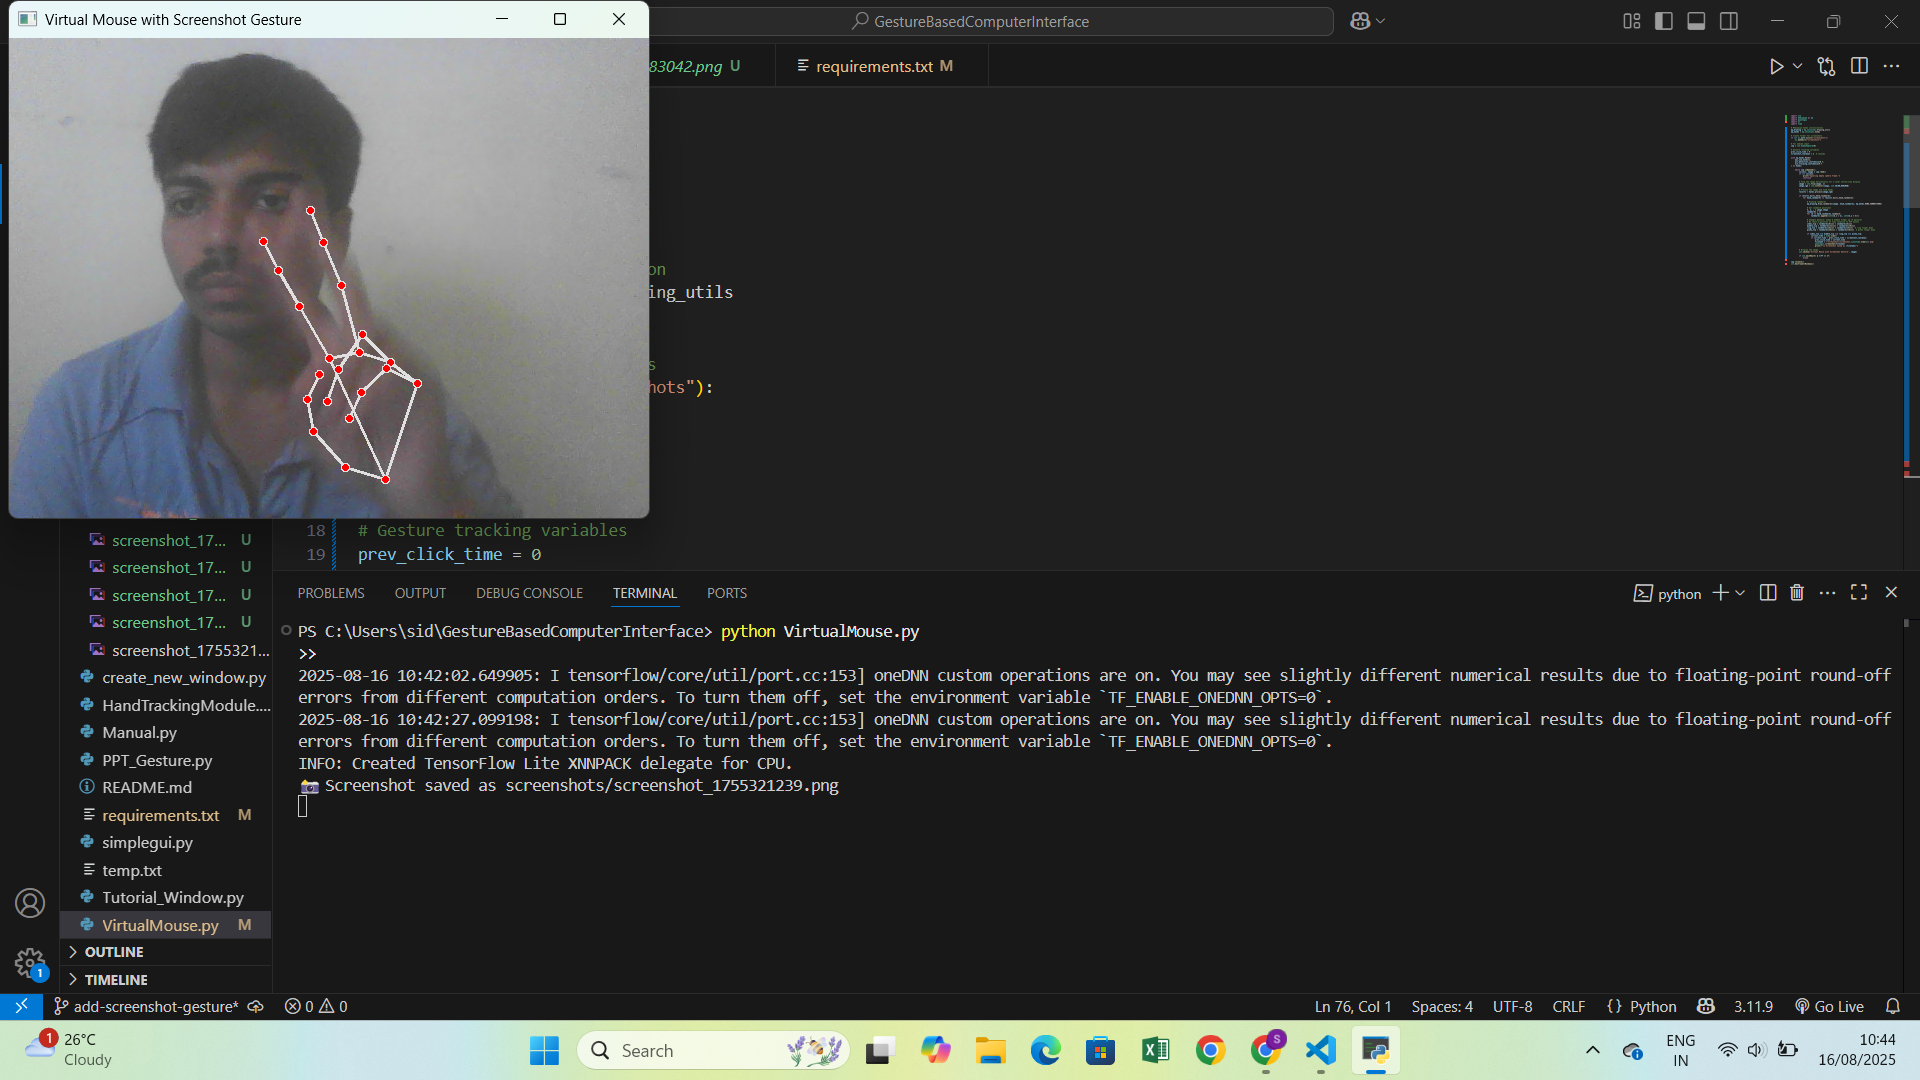 Virtual Mouse with Screenshot Gesture
GestureBasedComputerInterface
83042.png U
requirements.txt M
on
ing_utils
s
hots"):
18 # Gesture tracking variables
19 prev_click_time = 0
screenshot_17... U
screenshot_17... U
screenshot_17... U
screenshot_17... U
screenshot_1755321...
create_new_window.py
HandTrackingModule....
Manual.py
PPT_Gesture.py
README.md
requirements.txt M
simplegui.py
temp.txt
Tutorial_Window.py
VirtualMouse.py M
OUTLINE
TIMELINE
PROBLEMS OUTPUT DEBUG CONSOLE TERMINAL PORTS
python
PS C:\Users\sid\GestureBasedComputerInterface> python VirtualMouse.py
>>
2025-08-16 10:42:02.649905: I tensorflow/core/util/port.cc:153] oneDNN custom operations are on. You may see slightly different numerical results due to floating-point round-off
errors from different computation orders. To turn them off, set the environment variable `TF_ENABLE_ONEDNN_OPTS=0`.
2025-08-16 10:42:27.099198: I tensorflow/core/util/port.cc:153] oneDNN custom operations are on. You may see slightly different numerical results due to floating-point round-off
errors from different computation orders. To turn them off, set the environment variable `TF_ENABLE_ONEDNN_OPTS=0`.
INFO: Created TensorFlow Lite XNNPACK delegate for CPU.
📸 Screenshot saved as screenshots/screenshot_1755321239.png
1
add-screenshot-gesture* 0 0
Ln 76, Col 1 Spaces: 4 UTF-8 CRLF {} Python 3.11.9 Go Live
1
26°C
Cloudy
Search
S
ENG
IN
10:44
16/08/2025